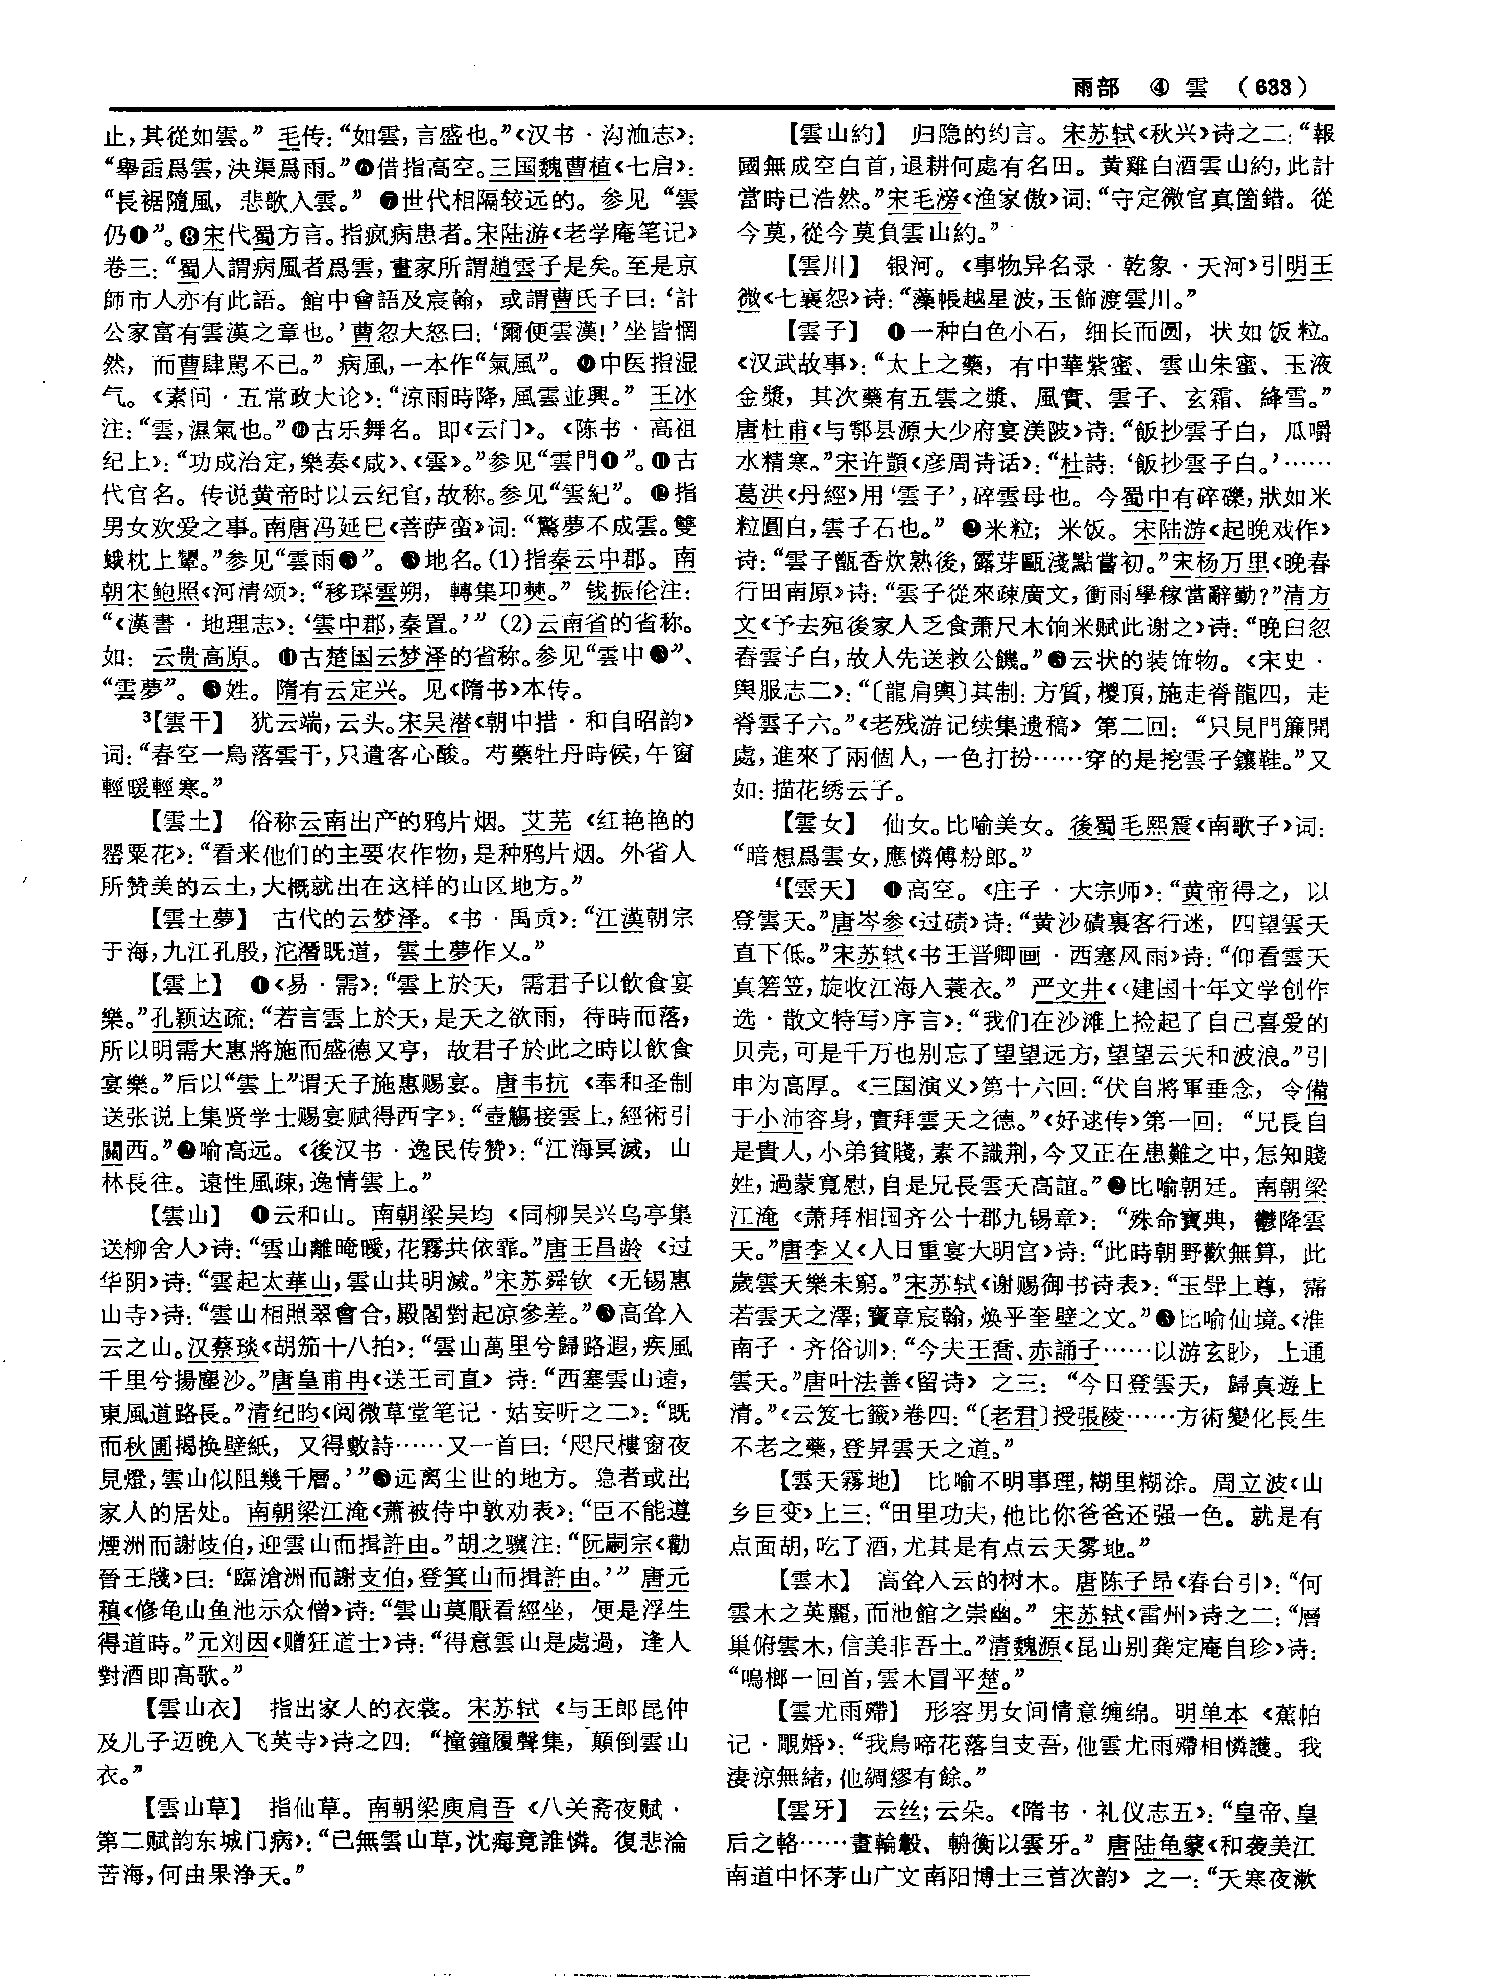 雨部 ④ 雲 （633）
止，其從如雲。”毛传：“如雲，言盛也。”《汉书·沟洫志》：
“舉臿爲雲，決渠爲雨。”❻借指高空。三国魏曹植《七启》：
“長裾隨風，悲歌入雲。”❼世代相隔较远的。参见“雲
仍❶”。❽宋代蜀方言。指疯病患者。宋陆游《老学庵笔记》
卷三：“蜀人謂病風者爲雲，畫家所謂趙雲子是矣。至是京
師市人亦有此語。館中會語及宸翰，或謂曹氏子曰：‘計
公家富有雲漢之章也。’曹忽大怒曰：‘爾便雲漢！’坐皆惘
然，而曹肆駡不已。”病風，一本作“氣風”。❾中医指湿
气。《素问·五常政大论》：“涼雨時降，風雲並興。”王冰
注：“雲，濕氣也。”❿古乐舞名。即《云门》。《陈书·高祖
纪上》：“功成治定，樂奏《咸》、《雲》。”参见“雲門❶”。⓫古
代官名。传说黄帝时以云纪官，故称。参见“雲紀”。⓬指
男女欢爱之事。南唐冯延巳《菩萨蛮》词：“驚夢不成雲。雙
蛾枕上顰。”参见“雲雨❸”。⓭地名。(1)指秦云中郡。南
朝宋鲍照《河清颂》：“移琛雲朔，轉集卭僰。”钱振伦注：
“《漢書·地理志》：‘雲中郡，秦置。’”(2)云南省的省称。
如：云贵高原。⓮古楚国云梦泽的省称。参见“雲中❸”、
“雲夢”。⓯姓。隋有云定兴。见《隋书》本传。
³【雲干】 犹云端，云头。宋吴潜《朝中措·和自昭韵》
词：“春空一鳥落雲干，只遣客心酸。芍藥牡丹時候，午窗
輕暖輕寒。”
【雲土】 俗称云南出产的鸦片烟。艾芜《红艳艳的
罂粟花》：“看来他们的主要农作物，是种鸦片烟。外省人
所赞美的云土，大概就出在这样的山区地方。”
【雲土夢】 古代的云梦泽。《书·禹贡》：“江漢朝宗
于海，九江孔殷，沱潛既道，雲土夢作乂。”
【雲上】 ❶《易·需》：“雲上於天，需君子以飲食宴
樂。”孔颖达疏：“若言雲上於天，是天之欲雨，待時而落，
所以明需大惠將施而盛德又亨，故君子於此之時以飲食
宴樂。”后以“雲上”谓天子施惠赐宴。唐韦抗《奉和圣制
送张说上集贤学士赐宴赋得西字》：“壺觴接雲上，經術引
關西。”❷喻高远。《後汉书·逸民传赞》：“江海冥滅，山
林長往。遠性風疎，逸情雲上。”
【雲山】 ❶云和山。南朝梁吴均《同柳吴兴乌亭集
送柳舍人》诗：“雲山離晻曖，花霧共依霏。”唐王昌龄《过
华阴》诗：“雲起太華山，雲山共明滅。”宋苏舜钦《无锡惠
山寺》诗：“雲山相照翠會合，殿閣對起凉參差。”❷高耸入
云之山。汉蔡琰《胡笳十八拍》：“雲山萬里兮歸路遐，疾風
千里兮揚塵沙。”唐皇甫冉《送王司直》诗：“西塞雲山遠，
東風道路長。”清纪昀《阅微草堂笔记·姑妄听之二》：“既
而秋圃揭换壁紙，又得數詩……又一首曰：‘咫尺樓窗夜
見燈，雲山似阻幾千層。’”❸远离尘世的地方。隐者或出
家人的居处。南朝梁江淹《萧被侍中敦劝表》：“臣不能遵
煙洲而謝岐伯，迎雲山而揖許由。”胡之骥注：“阮嗣宗《勸
晉王牋》曰：‘臨滄洲而謝支伯，登箕山而揖許由。’”唐元
稹《修龟山鱼池示众僧》诗：“雲山莫厭看經坐，便是浮生
得道時。”元刘因《赠狂道士》诗：“得意雲山是處過，逢人
對酒即高歌。”
【雲山衣】 指出家人的衣裳。宋苏轼《与王郎昆仲
及儿子迈晚入飞英寺》诗之四：“撞鐘履聲集，顛倒雲山
衣。”
【雲山草】 指仙草。南朝梁庾肩吾《八关斋夜赋·
第二赋韵东城门病》：“已無雲山草，沈痗竟誰憐。復悲淪
苦海，何由果浄天。”
【雲山約】 归隐的约言。宋苏轼《秋兴》诗之二：“報
國無成空白首，退耕何處有名田。黄雞白酒雲山約，此計
當時已浩然。”宋毛滂《渔家傲》词：“守定微官真箇錯。從
今莫，從今莫負雲山約。”
【雲川】 银河。《事物异名录·乾象·天河》引明王
微《七襄怨》诗：“藻帳越星波，玉飾渡雲川。”
【雲子】 ❶一种白色小石，细长而圆，状如饭粒。
《汉武故事》：“太上之藥，有中華紫蜜、雲山朱蜜、玉液
金漿，其次藥有五雲之漿、風實、雲子、玄霜、絳雪。”
唐杜甫《与鄠县源大少府宴渼陂》诗：“飯抄雲子白，瓜嚼
水精寒。”宋许顗《彦周诗话》：“杜詩：‘飯抄雲子白。’……
葛洪《丹經》用‘雲子’，碎雲母也。今蜀中有碎礫，狀如米
粒圓白，雲子石也。”❷米粒；米饭。宋陆游《起晚戏作》
诗：“雲子甑香炊熟後，露芽甌淺點嘗初。”宋杨万里《晚春
行田南原》诗：“雲子從來疎廣文，衝雨學稼當辭勤？”清方
文《予去宛後家人乏食萧尺木饷米赋此谢之》诗：“晚臼忽
舂雲子白，故人先送救公饑。”❸云状的装饰物。《宋史·
舆服志二》：“〔龍肩輿〕其制：方質，椶頂，施走脊龍四，走
脊雲子六。”《老残游记续集遗稿》第二回：“只見門簾開
處，進來了兩個人，一色打扮……穿的是挖雲子鑲鞋。”又
如：描花绣云子。
【雲女】 仙女。比喻美女。後蜀毛熙震《南歌子》词：
“暗想爲雲女，應憐傅粉郎。”
⁴【雲天】 ❶高空。《庄子·大宗师》：“黄帝得之，以
登雲天。”唐岑参《过碛》诗：“黄沙磧裏客行迷，四望雲天
直下低。”宋苏轼《书王晋卿画·西塞风雨》诗：“仰看雲天
真箬笠，旋收江海入蓑衣。”严文井《〈建国十年文学创作
选·散文特写〉序言》：“我们在沙滩上捡起了自己喜爱的
贝壳，可是千万也别忘了望望远方，望望云天和波浪。”引
申为高厚。《三国演义》第十六回：“伏自將軍垂念，令備
于小沛容身，實拜雲天之德。”《好逑传》第一回：“兄長自
是貴人，小弟貧賤，素不識荆，今又正在患難之中，怎知賤
姓，過蒙寬慰，自是兄長雲天高誼。”❷比喻朝廷。南朝梁
江淹《萧拜相国齐公十郡九锡章》：“殊命寶典，鬱降雲
天。”唐李乂《人日重宴大明宫》诗：“此時朝野歡無算，此
歲雲天樂未窮。”宋苏轼《谢赐御书诗表》：“玉斝上尊，霈
若雲天之澤；寶章宸翰，焕乎奎壁之文。”❸比喻仙境。《淮
南子·齐俗训》：“今夫王喬、赤誦子……以游玄眇，上通
雲天。”唐叶法善《留诗》之三：“今日登雲天，歸真遊上
清。”《云笈七籤》卷四：“〔老君〕授張陵……方術變化長生
不老之藥，登昇雲天之道。”
【雲天霧地】 比喻不明事理，糊里糊涂。周立波《山
乡巨变》上三：“田里功夫，他比你爸爸还强一色。就是有
点面胡，吃了酒，尤其是有点云天雾地。”
【雲木】 高耸入云的树木。唐陈子昂《春台引》：“何
雲木之英麗，而池館之崇幽。”宋苏轼《雷州》诗之二：“層
巢俯雲木，信美非吾土。”清魏源《昆山别龚定庵自珍》诗：
“鳴榔一回首，雲木冒平楚。”
【雲尤雨殢】 形容男女间情意缠绵。明单本《蕉帕
记·覵婚》：“我鳥啼花落自支吾，他雲尤雨殢相憐護。我
淒涼無緒，他綢繆有餘。”
【雲牙】 云丝；云朵。《隋书·礼仪志五》：“皇帝、皇
后之輅……畫輪轂、輈衡以雲牙。”唐陆龟蒙《和袭美江
南道中怀茅山广文南阳博士三首次韵》之一：“天寒夜漱